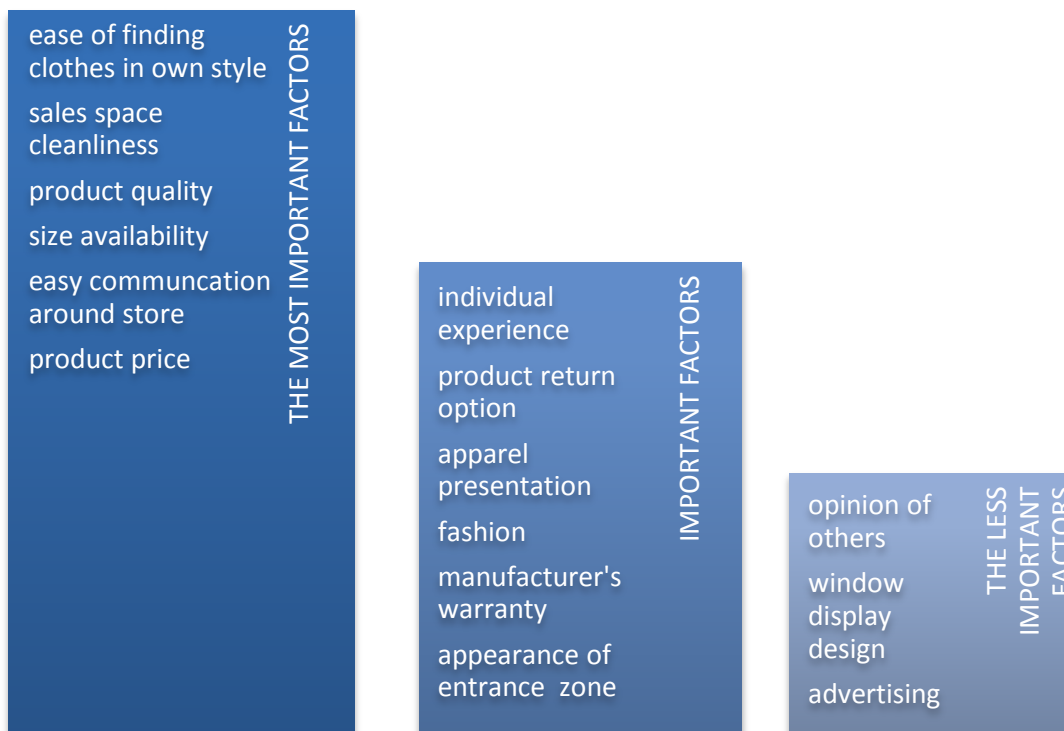 ease of finding
clothes in own style
sales space
cleanliness
product quality
size availability
easy communcation
around store
product price
THE MOST IMPORTANT FACTORS
individual
experience
product return
option
apparel
presentation
fashion
manufacturer's
warranty
appearance of
entrance zone
IMPORTANT FACTORS
opinion of
others
window
display
design
advertising
THE LESS
IMPORTANT
FACTORS